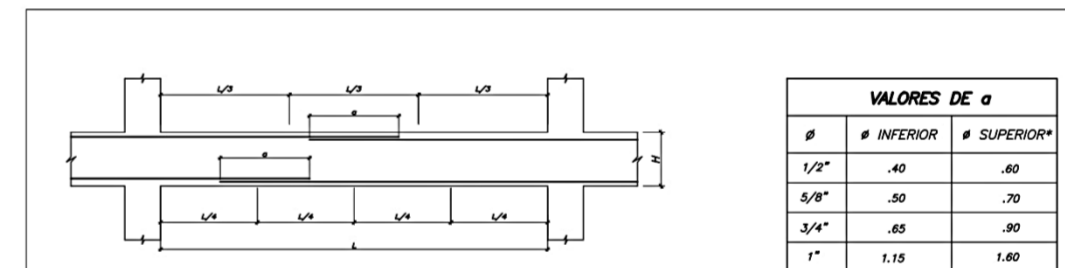 L/3 L/3 L/3
a
a
H
L/4 L/4 L/4 L/4
L
VALORES DE a
ø ø INFERIOR ø SUPERIOR*
1/2" .40 .60
5/8" .50 .70
3/4" .65 .90
1" 1.15 1.60